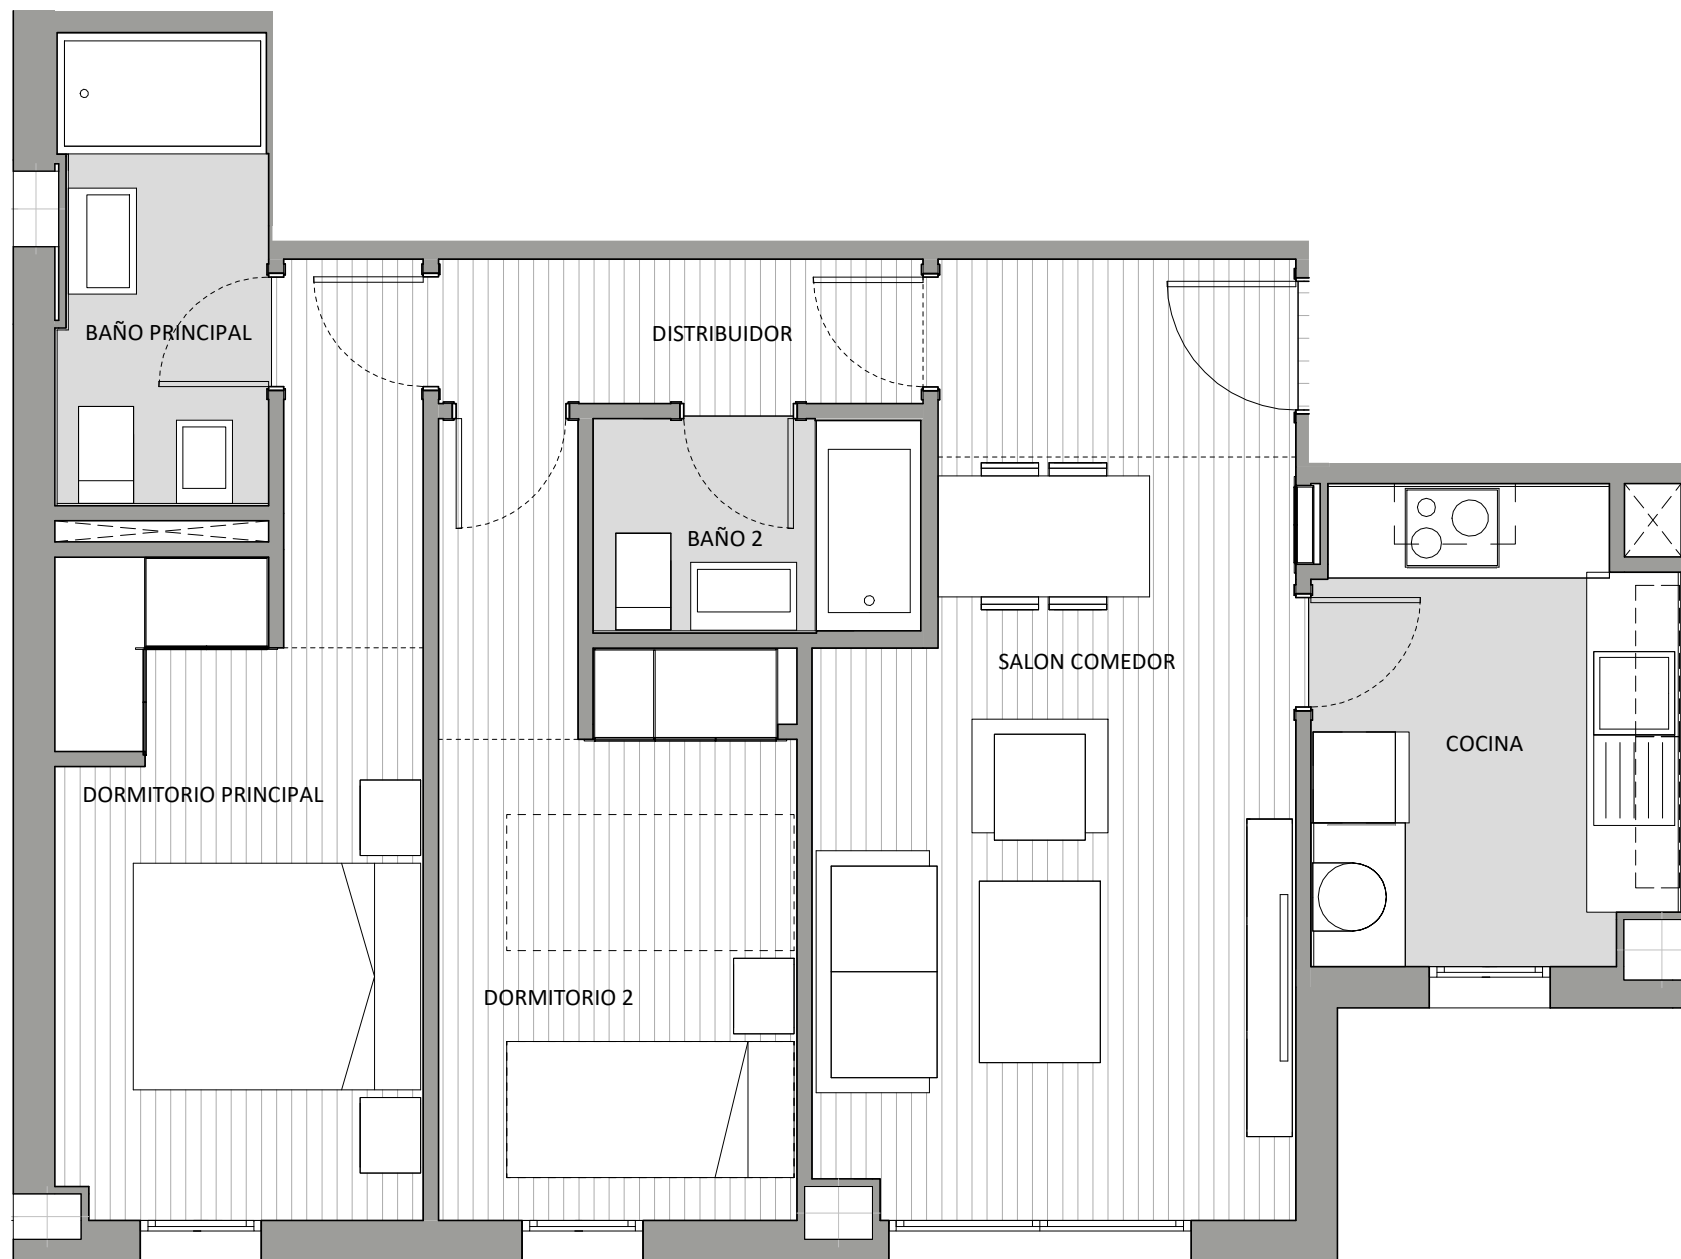 BAÑO PRINCIPAL
DISTRIBUIDOR
BAÑO 2
SALON COMEDOR
COCINA
DORMITORIO PRINCIPAL
DORMITORIO 2